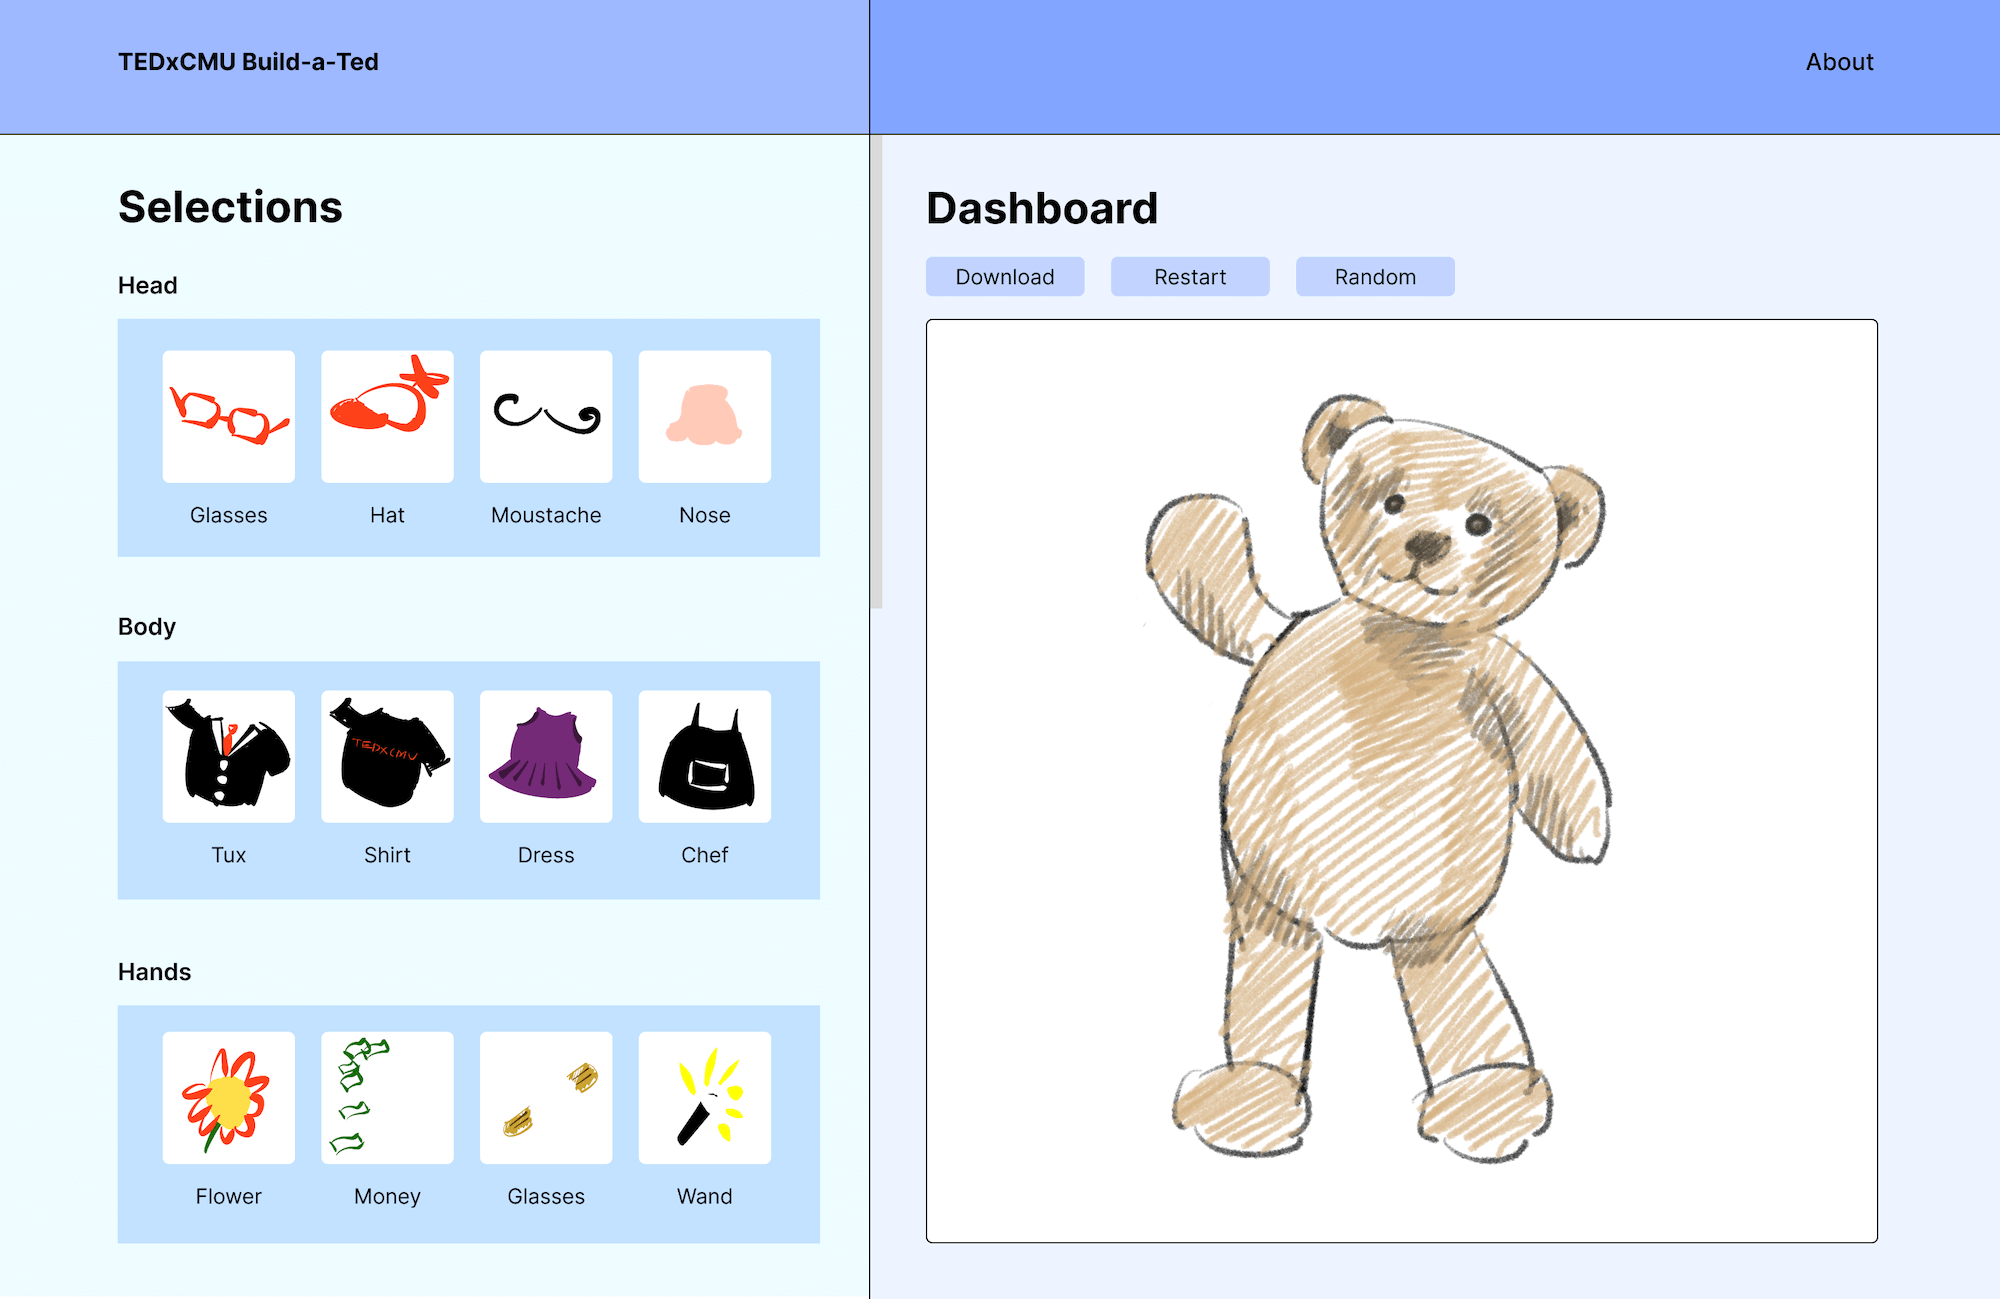 TEDxCMU Build-a-Ted
About
Selections
Head
Glasses
Hat
Moustache
Nose
Body
TEDXCMU
Tux
Shirt
Dress
Chef
Hands
Flower
Money
Glasses
Wand
Dashboard
Download
Restart
Random